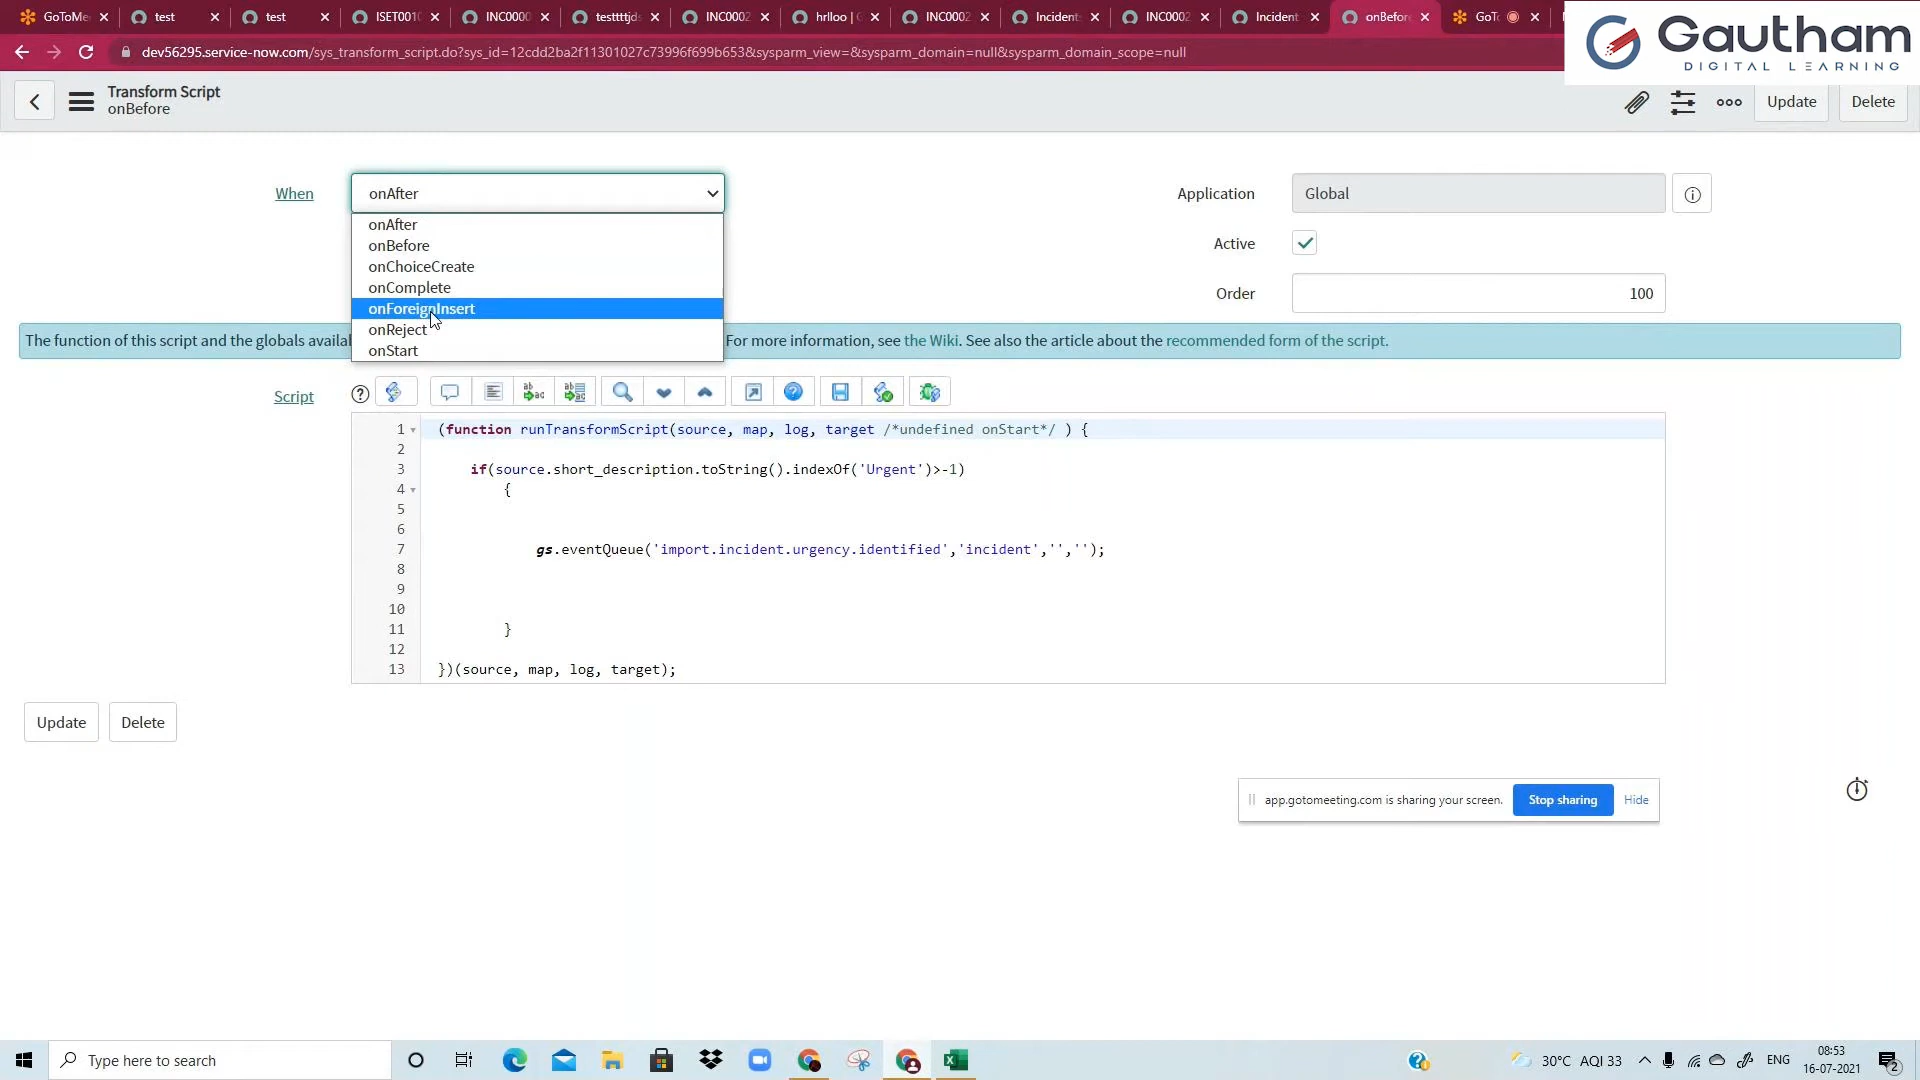 GoToMe test test ISET001( INC0000 testttjds INC0002 hrlloo | G INC0002 Incident: INC0002 Incident onBefor GoTo
dev56295.service-now.com/sys_transform_script.do?sys_id=12cdd2ba2f11301027c73996f699b653&sysparm_view=&sysparm_domain=null&sysparm_domain_scope=null
Gautham
DIGITAL LEARNING
Transform Script
onBefore
Update Delete
When onAfter
Application Global
onAfter
onBefore
Active
onChoiceCreate
onComplete
Order 100
onForeignInsert
onReject
onStart
The function of this script and the globals availal For more information, see the Wiki. See also the article about the recommended form of the script.
Script
1 (function runTransformScript(source, map, log, target /*undefined onStart*/ ) {
2
3 if(source.short_description.toString().indexOf('Urgent')>-1)
4 {
5
6
7 gs.eventQueue('import.incident.urgency.identified','incident','','');
8
9
10
11 }
12
13 })(source, map, log, target);
Update Delete
app.gotomeeting.com is sharing your screen. Stop sharing Hide
Type here to search
30°C AQI 33 ENG
08:53
16-07-2021
2